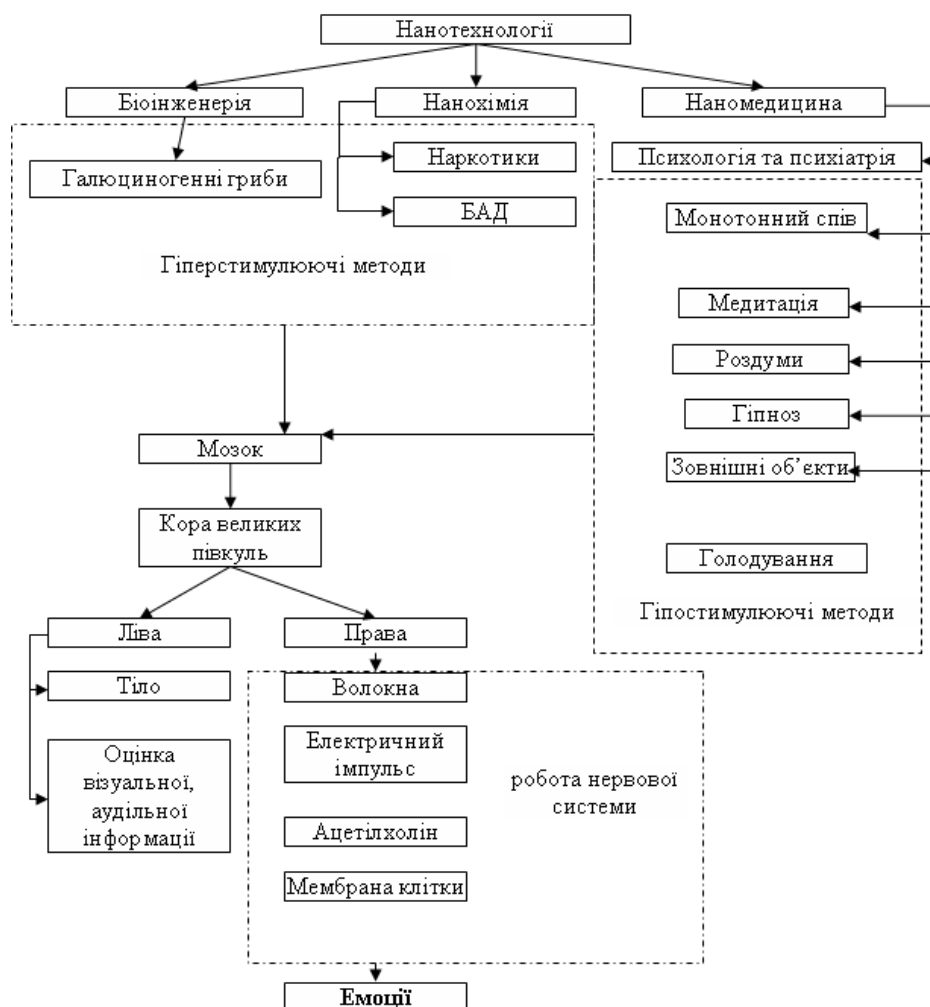 Нанотехнології
Біоінженерія
Нанохімія
Наномедицина
Наркотики
Психологія та психіатрія
Галюциногенні гриби
БАД
Монотонний спів
Гіперстимулюючі методи
Медитація
Роздуми
Гіпноз
Мозок
Зовнішні об’єкти
Кора великих
півкуль
Голодування
Гіпостимулюючі методи
Ліва
Права
Тіло
Волокна
Електричний
імпульс
Оцінка
візуальної,
аудільної
інформації
робота нервової
системи
Ацетілхолін
Мембрана клітки
Емоції